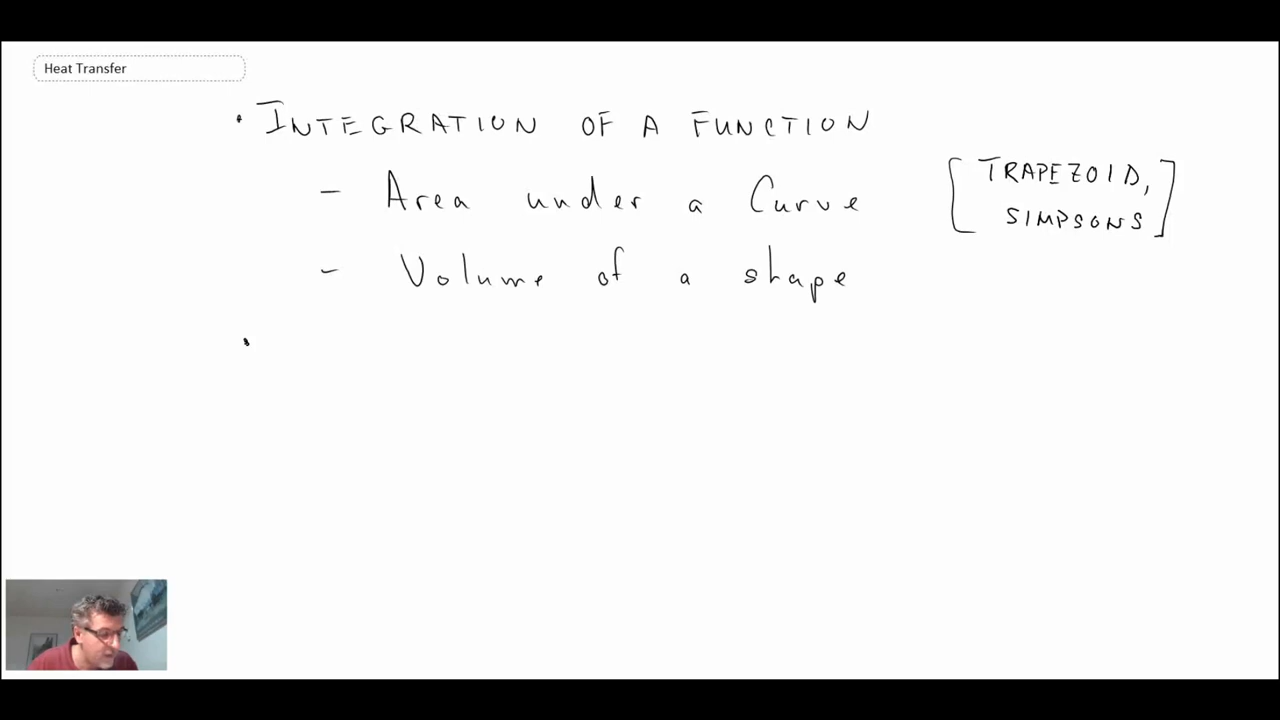 Heat Transfer
• INTEGRATION OF A FUNCTION
- Area under a Curve
[TRAPEZOID,
SIMPSONS]
- Volume of a shape
•